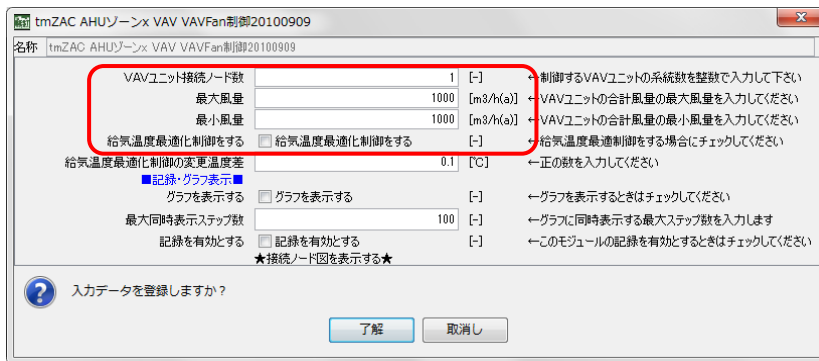 tmZAC AHUゾーンx VAV VAVFan制御20100909
名称 tmZAC AHUゾーンx VAV VAVFan制御20100909
VAVユニット接続ノード数 1 [-] ←制御するVAVユニットの系統数を整数で入力して下さい
最大風量 1000 [m3/h(a)] ←VAVユニットの合計風量の最大風量を入力してください
最小風量 1000 [m3/h(a)] ←VAVユニットの合計風量の最小風量を入力してください
給気温度最適化制御をする 給気温度最適化制御をする [-] ←給気温度最適制御をする場合にチェックしてください
給気温度最適化制御の変更温度差 0.1 [℃] ←正の数を入力してください
■記録・グラフ表示■
グラフを表示する グラフを表示する [-] ←グラフを表示するときはチェックしてください
最大同時表示ステップ数 100 [-] ←グラフに同時表示する最大ステップ数を入力します
記録を有効とする 記録を有効とする [-] ←このモジュールの記録を有効とするときはチェックしてください
★接続ノード図を表示する★
入力データを登録しますか？
了解 取消し